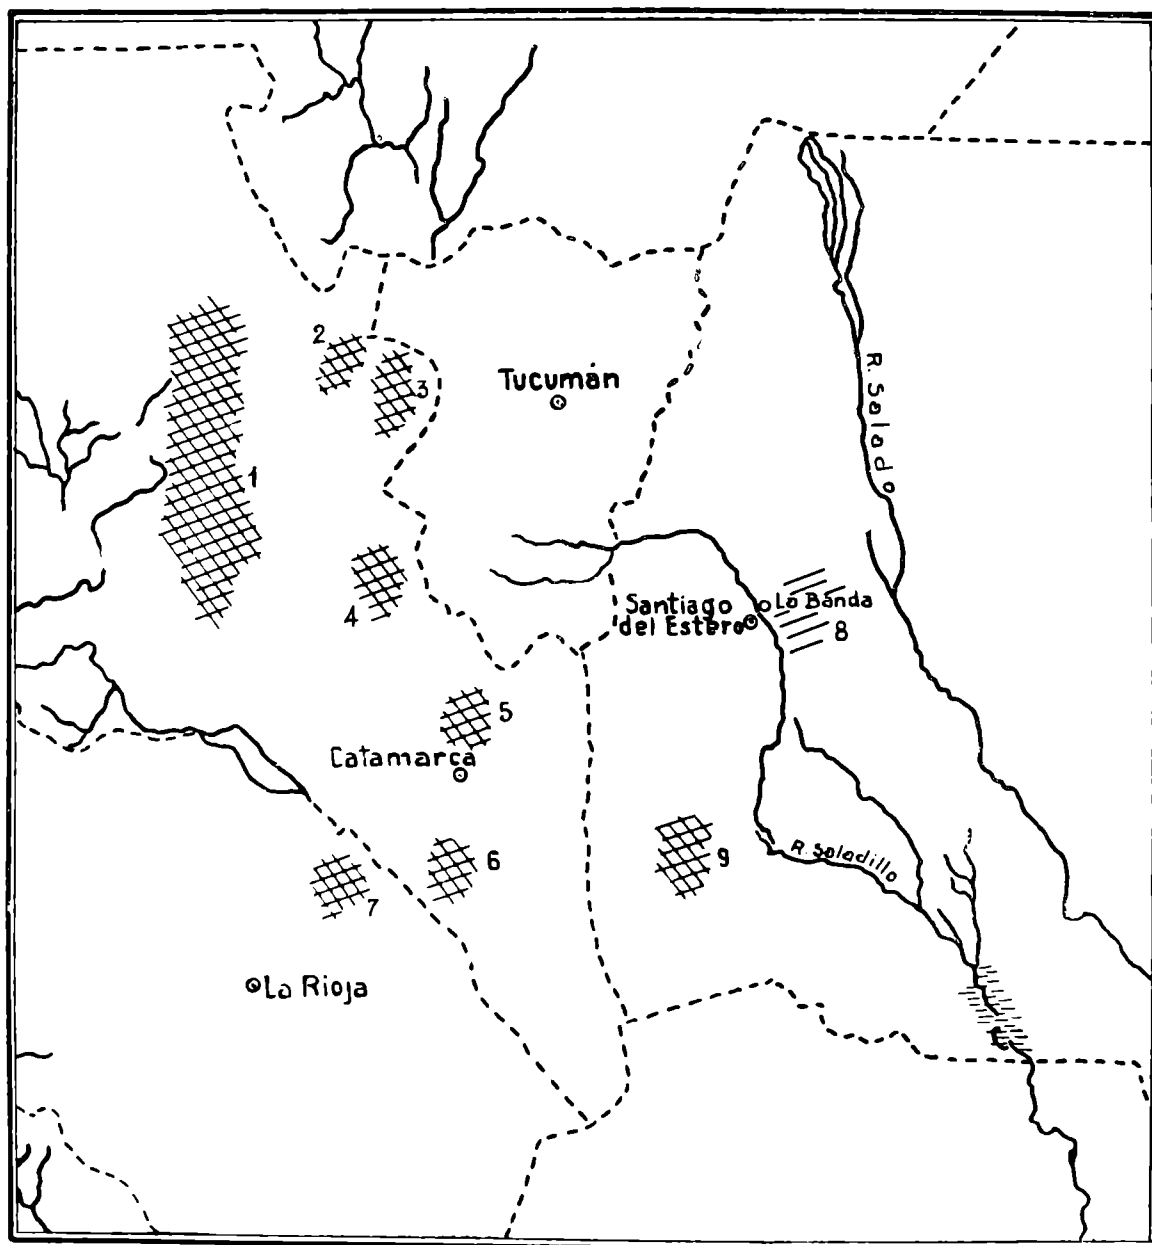 2
3
Tucumán
R. Salado
1
4
Santiago
del Estero
La Banda
8
5
Catamarca
6
9
R. Saladillo
7
La Rioja